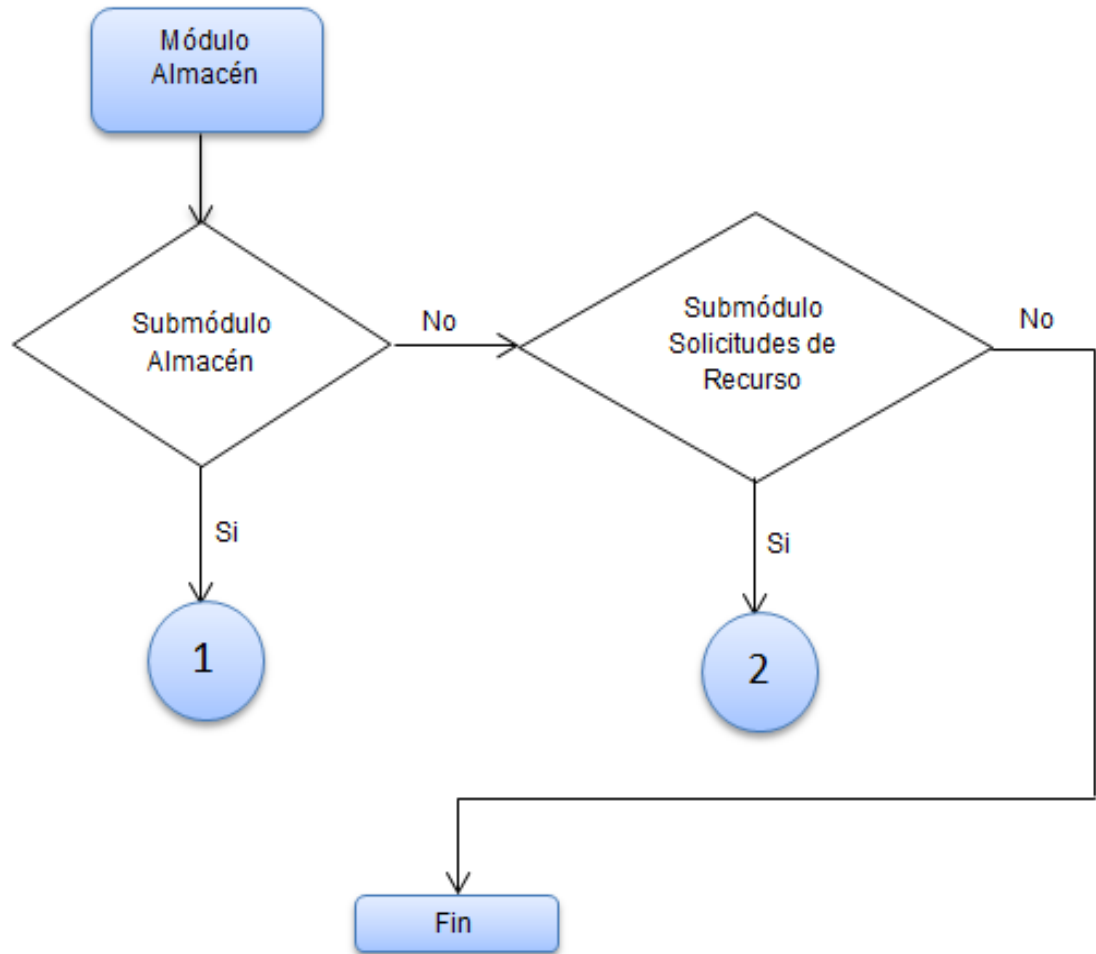 Módulo
Almacén
Submódulo
Almacén
No
Submódulo
Solicitudes de
Recurso
No
Si
Si
1
2
Fin